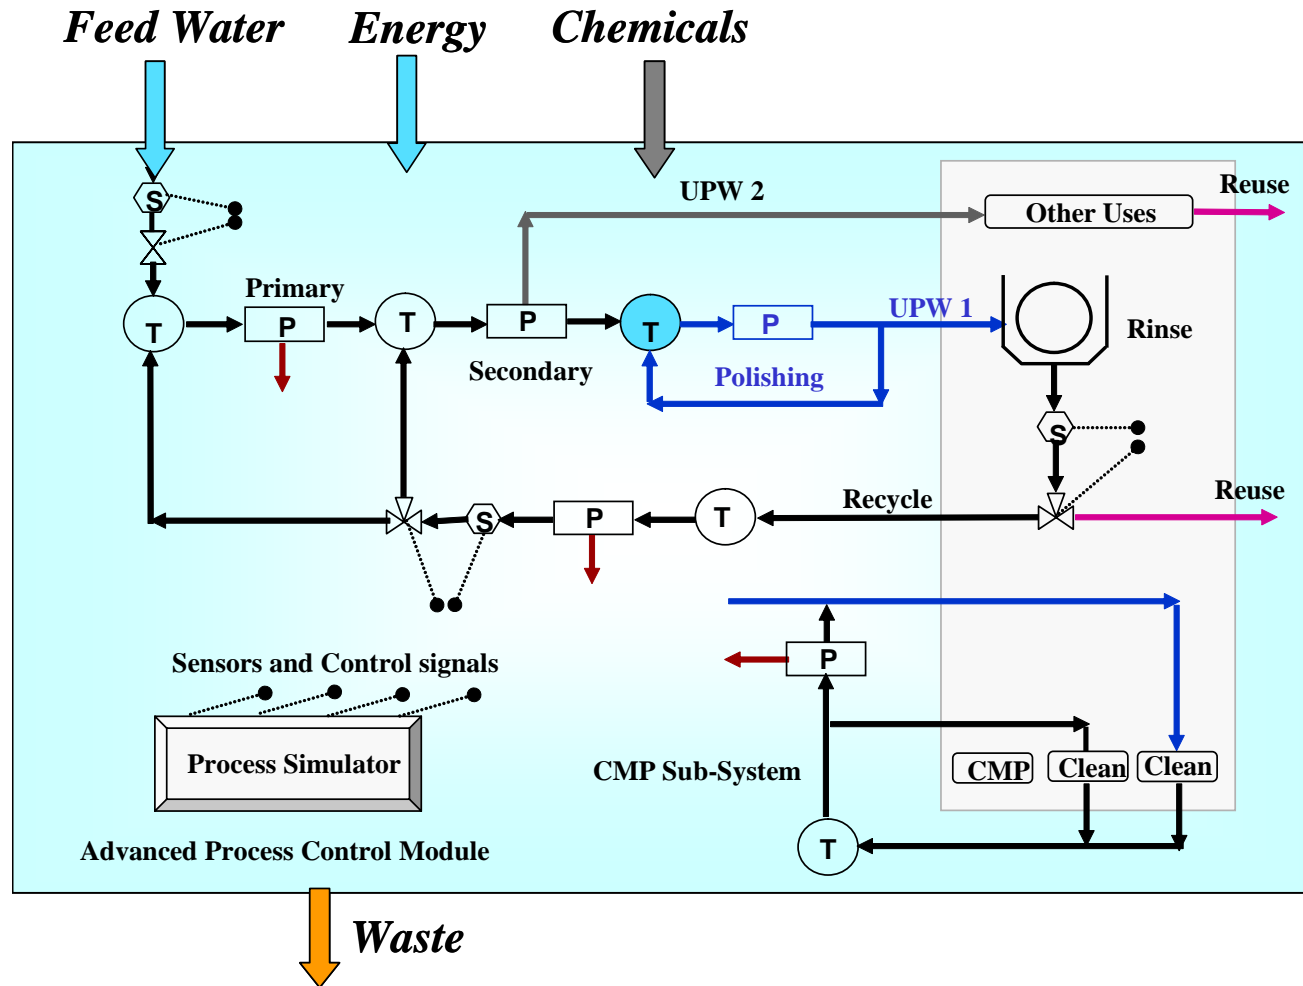 Feed Water Energy Chemicals
UPW 2
Reuse
S
Other Uses
Primary
T
P
T
P
T
P
UPW 1
Rinse
Secondary
Polishing
S
Recycle
Reuse
S
P
T
P
Sensors and Control signals
Process Simulator
CMP Sub-System
CMP
Clean
Clean
T
Advanced Process Control Module
Waste